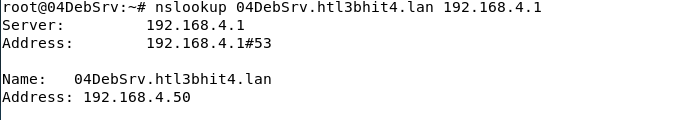 root@04DebSrv:~# nslookup 04DebSrv.htl3bhit4.lan 192.168.4.1
Server:         192.168.4.1
Address:        192.168.4.1#53

Name:   04DebSrv.htl3bhit4.lan
Address: 192.168.4.50